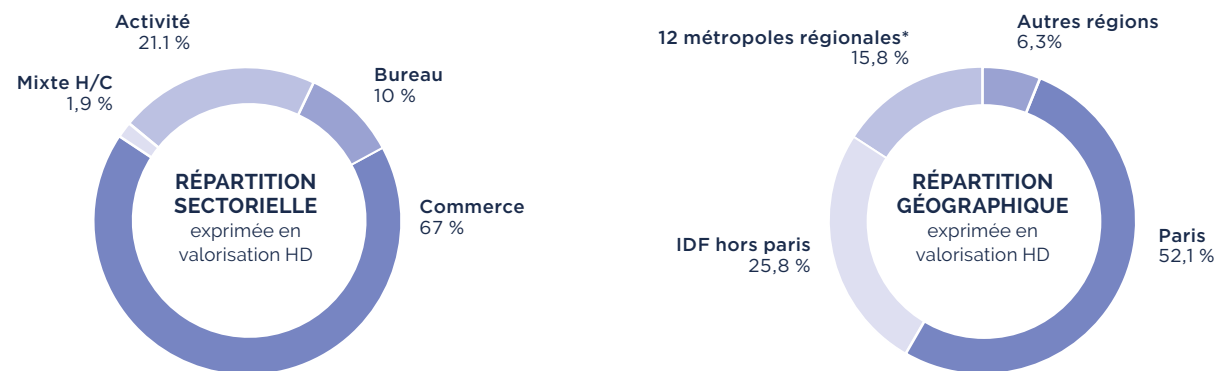 Activité
21.1 %
Mixte H/C
1,9 %
Bureau
10 %
Commerce
67 %
RÉPARTITION
SECTORIELLE
exprimée en
valorisation HD
12 métropoles régionales*
15,8 %
Autres régions
6,3%
IDF hors paris
25,8 %
Paris
52,1 %
RÉPARTITION
GÉOGRAPHIQUE
exprimée en
valorisation HD